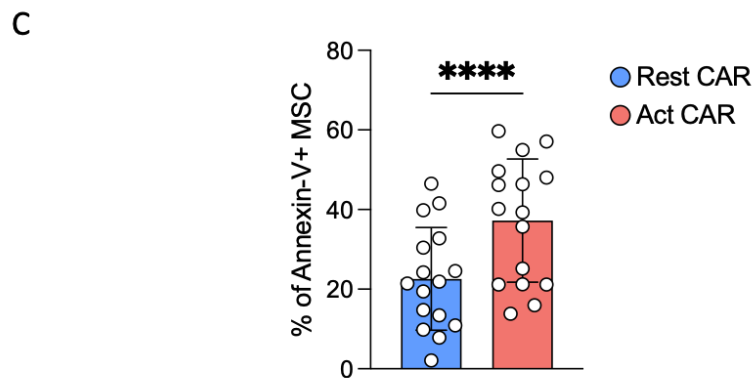 C
80
60
40
20
0
% of Annexin-V+ MSC
****
Rest CAR
Act CAR